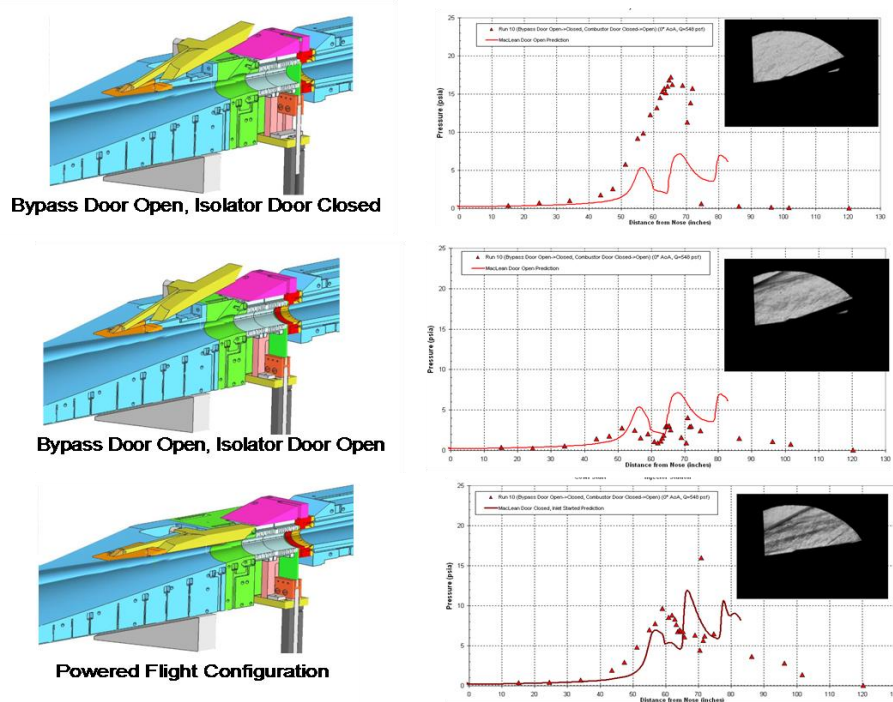 Run 10 (Bypass Door Open->Closed, Combustor Door Closed->Open) (0° AoA, Q=548 psf)
MacLean Door Open Prediction
Pressure (psia)
25
20
15
10
5
0
0 10 20 30 40 50 60 70 80 90 100 110 120 130
Distance from Nose (inches)
Bypass Door Open, Isolator Door Closed
Run 10 (Bypass Door Open->Closed, Combustor Door Closed->Open) (0° AoA, Q=548 psf)
MacLean Door Open Prediction
Pressure (psia)
25
20
15
10
5
0
0 10 20 30 40 50 60 70 80 90 100 110 120 130
Distance from Nose (inches)
Bypass Door Open, Isolator Door Open
Run 10 (Bypass Door Open->Closed, Combustor Door Closed->Open) (0° AoA, Q=548 psf)
MacLean Door Closed, Inlet Started Prediction
Pressure (psia)
25
20
15
10
5
0
0 10 20 30 40 50 60 70 80 90 100 110 120
Distance from Nose (inches)
Powered Flight Configuration